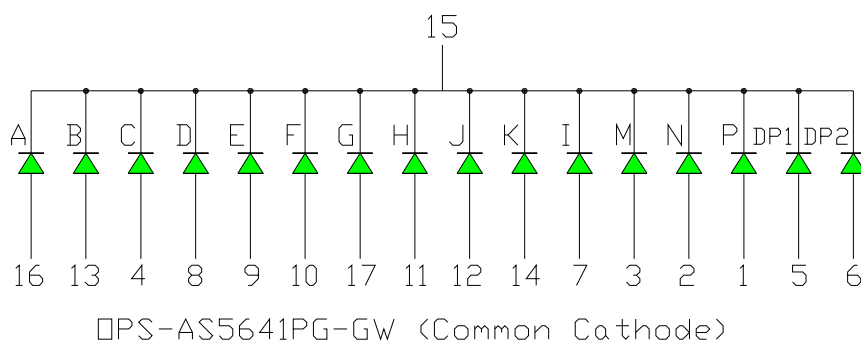 15
A B C D E F G H J K I M N P DP1 DP2
16 13 4 8 9 10 17 11 12 14 7 3 2 1 5 6
OPS-AS5641PG-GW (Common Cathode)